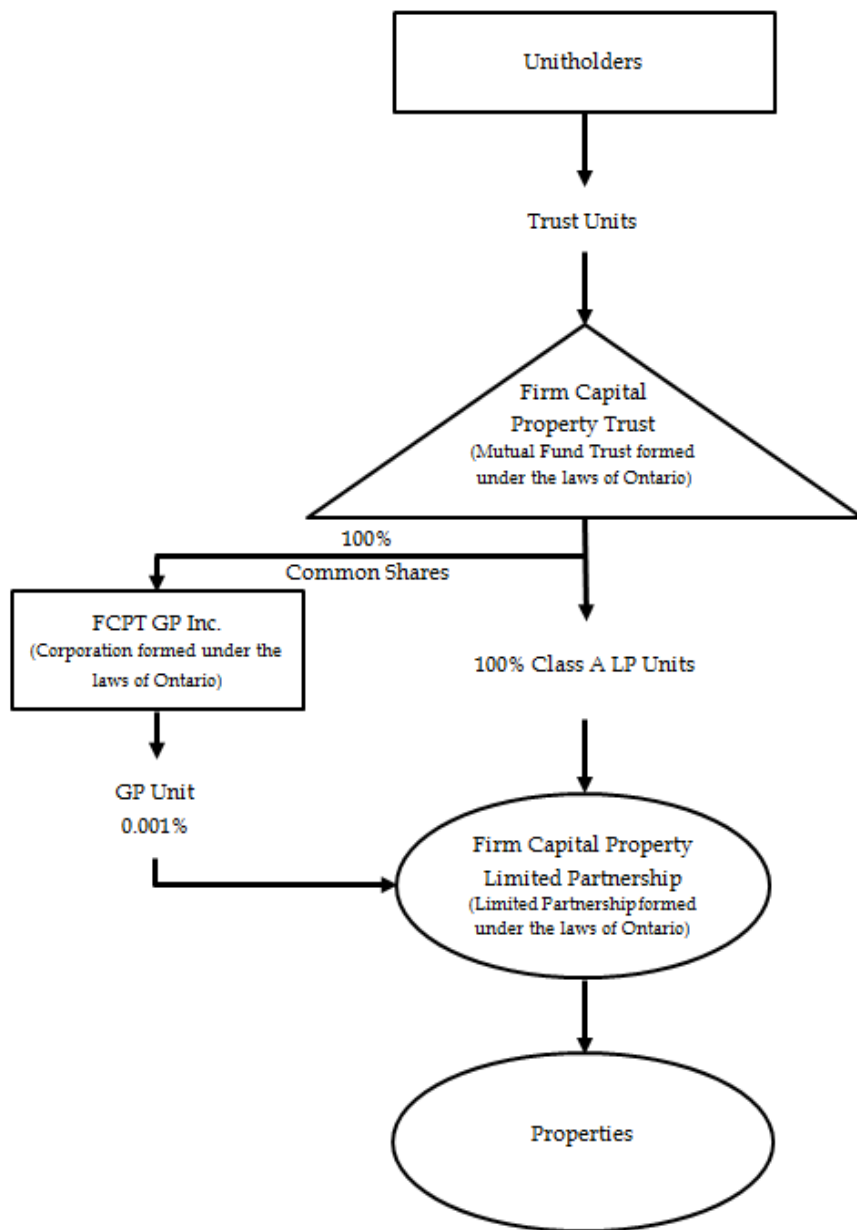 Unitholders
Trust Units
Firm Capital
Property Trust
(Mutual Fund Trust formed
under the laws of Ontario)
100%
Common Shares
FCPT GP Inc.
(Corporation formed under the
laws of Ontario)
100% Class A LP Units
GP Unit
0.001%
Firm Capital Property
Limited Partnership
(Limited Partnership formed
under the laws of Ontario)
Properties